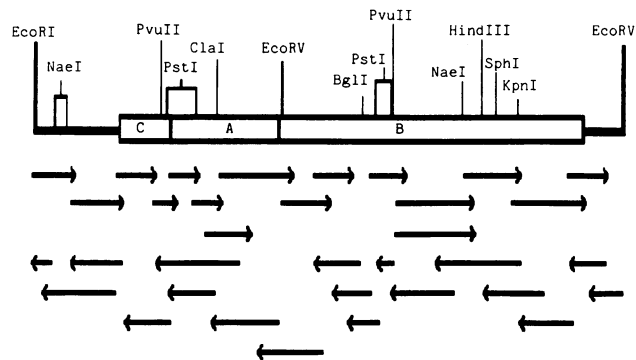 EcoRI
NaeI
PvuII
PstI
ClaI
EcoRV
BglI
PstI
PvuII
NaeI
HindIII
SphI
KpnI
EcoRV
C
A
B